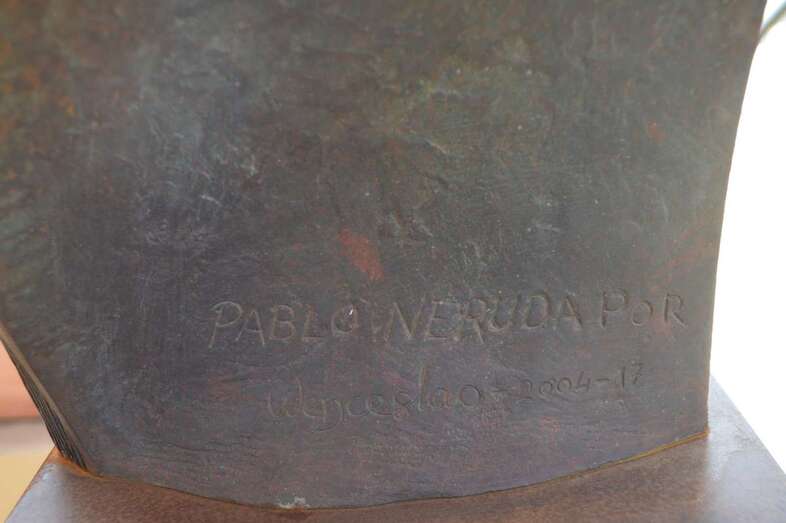 PABLO NERUDA POR
Wenceslao - 2004-17